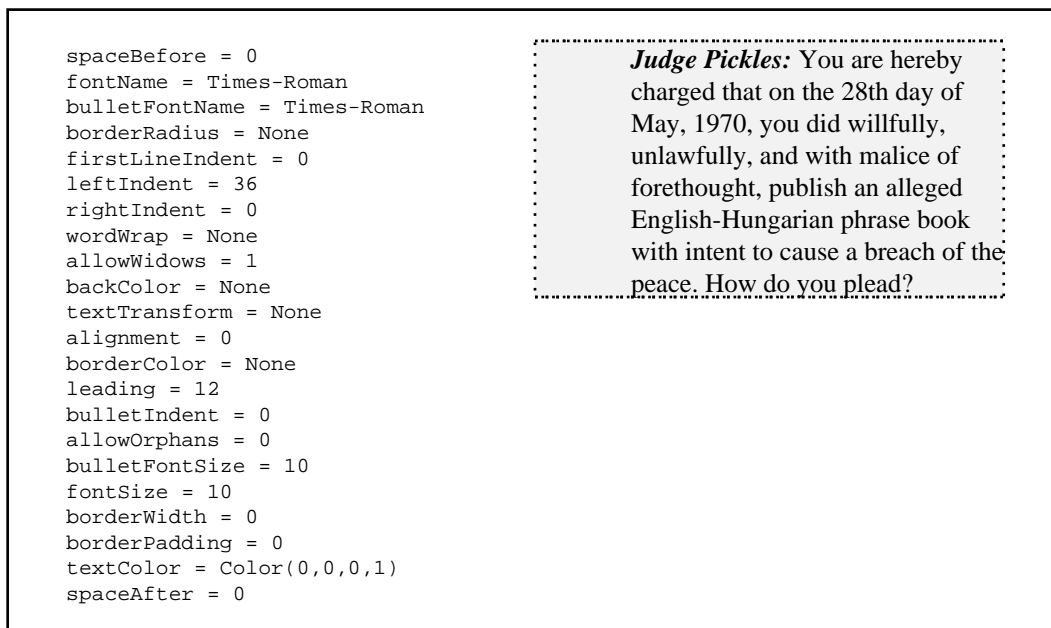 spaceBefore = 0
fontName = Times-Roman
bulletFontName = Times-Roman
borderRadius = None
firstLineIndent = 0
leftIndent = 36
rightIndent = 0
wordWrap = None
allowWidows = 1
backColor = None
textTransform = None
alignment = 0
borderColor = None
leading = 12
bulletIndent = 0
allowOrphans = 0
bulletFontSize = 10
fontSize = 10
borderWidth = 0
borderPadding = 0
textColor = Color(0,0,0,1)
spaceAfter = 0
Judge Pickles: You are hereby
charged that on the 28th day of
May, 1970, you did willfully,
unlawfully, and with malice of
forethought, publish an alleged
English-Hungarian phrase book
with intent to cause a breach of the
peace. How do you plead?